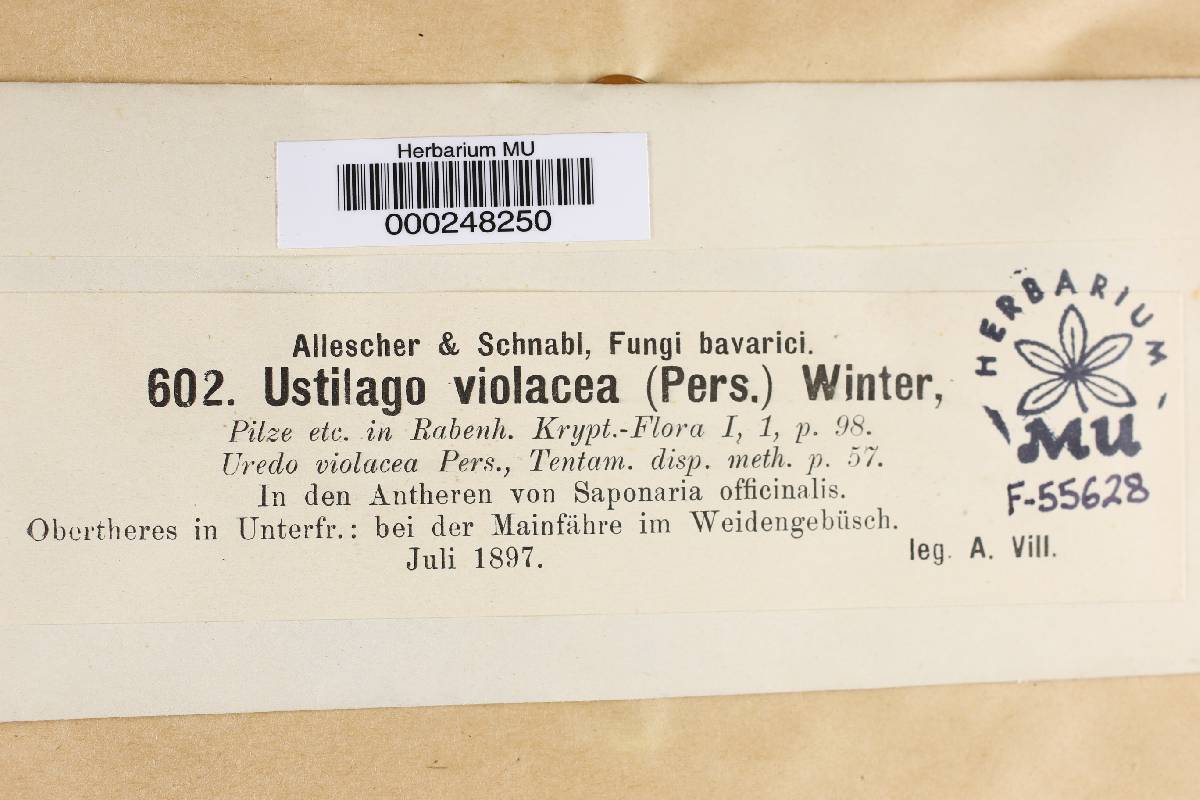 Herbarium MU
000248250
Allescher & Schnabl, Fungi bavarici.
602. Ustilago violacea (Pers.) Winter,
Pilze etc. in Rabenh. Krypt.-Flora I, 1, p. 98.
Uredo violacea Pers., Tentam. disp. meth. p. 57.
In den Antheren von Saponaria officinalis.
Obertheres in Unterfr.: bei der Mainfähre im Weidengebüsch.
Juli 1897.
leg. A. Vill.
HERBARIUM
MU
F-55628